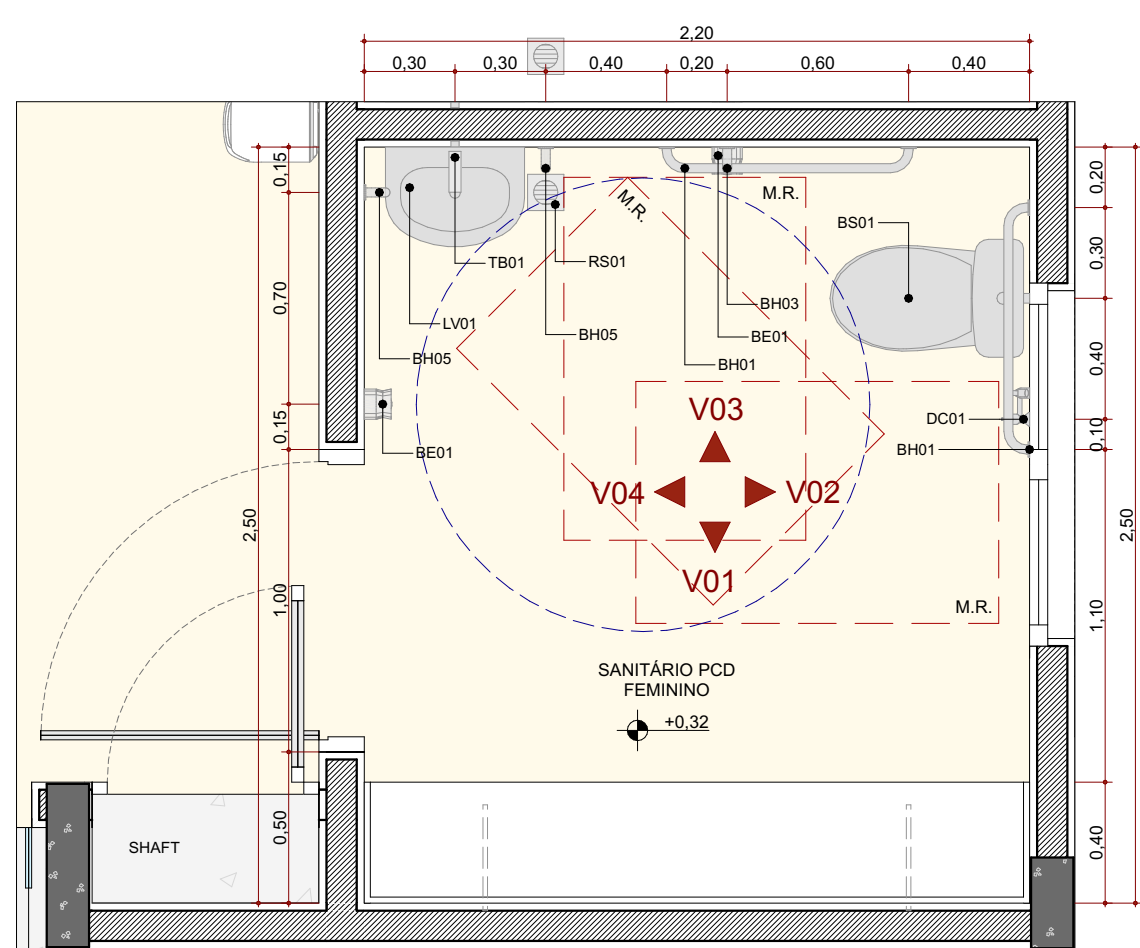 2,20
0,30 0,30 0,40 0,20 0,60 0,40
0,15
0,70
0,15
2,50
1,00
0,50
0,20
0,30
0,40
0,10
2,50
1,10
0,40
M.R.
M.R.
BS01
TB01
RS01
BH03
LV01
BH05
BE01
BH05
BH01
V03
DC01
BE01
BH01
V04
V02
V01
M.R.
SANITÁRIO PCD
FEMININO
+0,32
SHAFT